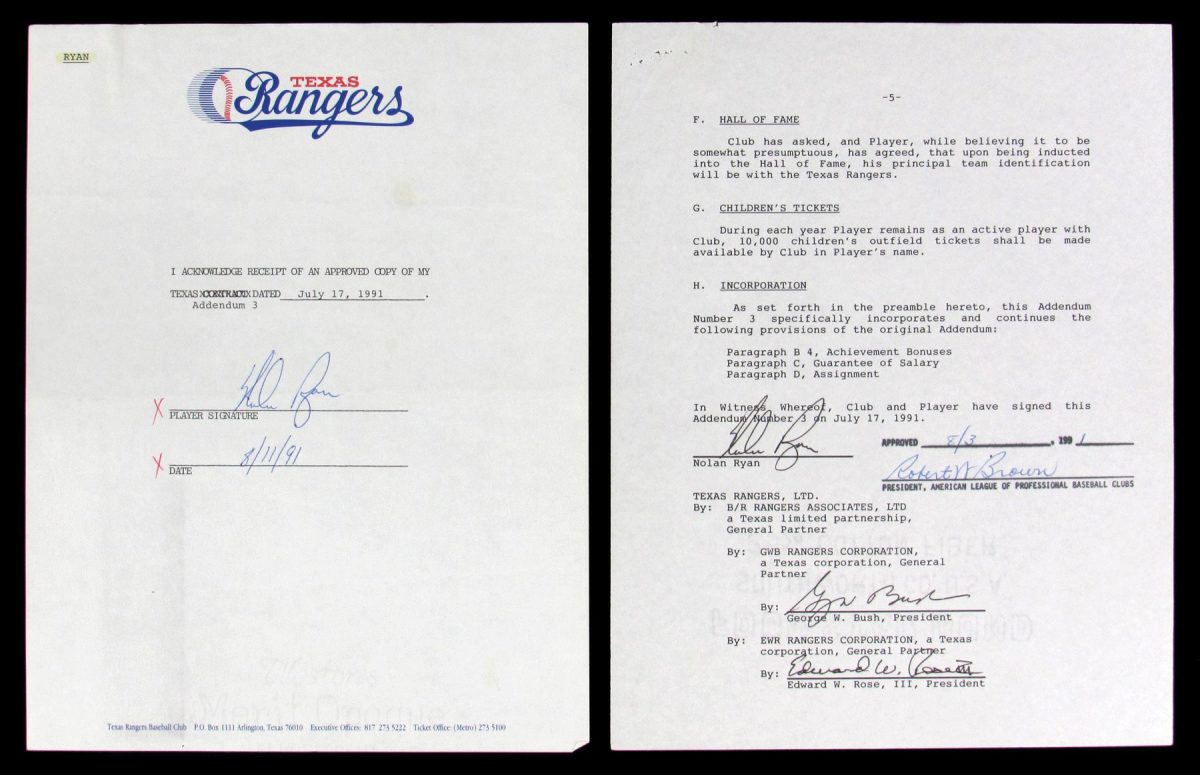 RYAN
TEXAS
Rangers
I ACKNOWLEDGE RECEIPT OF AN APPROVED COPY OF MY
TEXAS CONTRACT DATED July 17, 1991.
Addendum 3
Nolan Ryan
X PLAYER SIGNATURE
8/11/91
X DATE
Texas Rangers Baseball Club P.O. Box 1111 Arlington, Texas 76010 Executive Offices: 817 273 5222 Ticket Office: (Metro) 273 5100
-5-
F. HALL OF FAME
Club has asked, and Player, while believing it to be
somewhat presumptuous, has agreed, that upon being inducted
into the Hall of Fame, his principal team identification
will be with the Texas Rangers.
G. CHILDREN'S TICKETS
During each year Player remains as an active player with
Club, 10,000 children's outfield tickets shall be made
available by Club in Player's name.
H. INCORPORATION
As set forth in the preamble hereto, this Addendum
Number 3 specifically incorporates and continues the
following provisions of the original Addendum:
Paragraph B 4, Achievement Bonuses
Paragraph C, Guarantee of Salary
Paragraph D, Assignment
In Witness Whereof, Club and Player have signed this
Addendum Number 3 on July 17, 1991.
Nolan Ryan
Nolan Ryan
APPROVED 8/3, 1991
Robert W Brown
PRESIDENT, AMERICAN LEAGUE OF PROFESSIONAL BASEBALL CLUBS
TEXAS RANGERS, LTD.
By: B/R RANGERS ASSOCIATES, LTD
a Texas limited partnership,
General Partner
By: GWB RANGERS CORPORATION,
a Texas corporation, General
Partner
By: George W Bush
George W. Bush, President
By: EWR RANGERS CORPORATION, a Texas
corporation, General Partner
By: Edward W. Rose III
Edward W. Rose, III, President